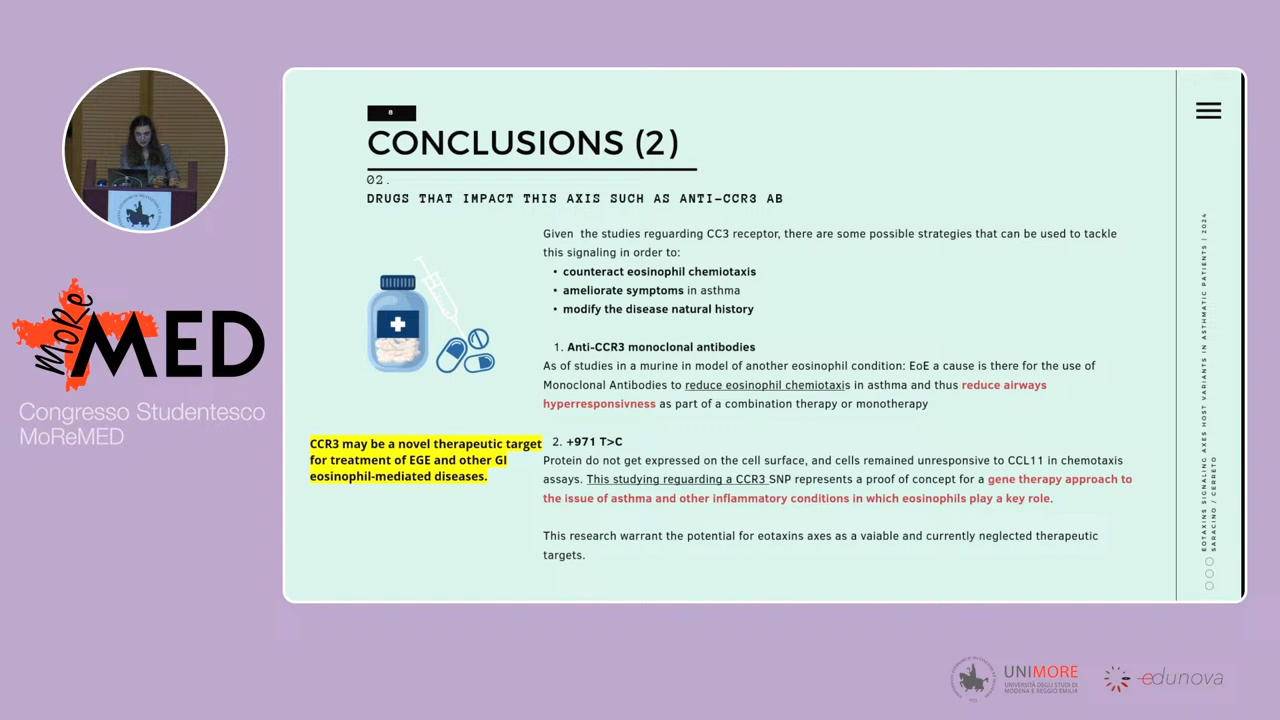 8
CONCLUSIONS (2)
02.
DRUGS THAT IMPACT THIS AXIS SUCH AS ANTI-CCR3 AB
Given the studies reguarding CC3 receptor, there are some possible strategies that can be used to tackle
this signaling in order to:
• counteract eosinophil chemiotaxis
• ameliorate symptoms in asthma
• modify the disease natural history
1. Anti-CCR3 monoclonal antibodies
As of studies in a murine in model of another eosinophil condition: EoE a cause is there for the use of
Monoclonal Antibodies to reduce eosinophil chemiotaxis in asthma and thus reduce airways
hyperresponsivness as part of a combination therapy or monotherapy
CCR3 may be a novel therapeutic target
for treatment of EGE and other GI
eosinophil-mediated diseases.
2. +971 T>C
Protein do not get expressed on the cell surface, and cells remained unresponsive to CCL11 in chemotaxis
assays. This studying reguarding a CCR3 SNP represents a proof of concept for a gene therapy approach to
the issue of asthma and other inflammatory conditions in which eosinophils play a key role.
This research warrant the potential for eotaxins axes as a vaiable and currently neglected therapeutic
targets.
EOTAXINS SIGNALING AXES HOST VARIANTS IN ASTHMATIC PATIENTS | 2024
SARACINO / CERRETO
MoRe
MED
Congresso Studentesco
MoReMED
UNIMORE
UNIVERSITÀ DEGLI STUDI DI
MODENA E REGGIO EMILIA
edunova